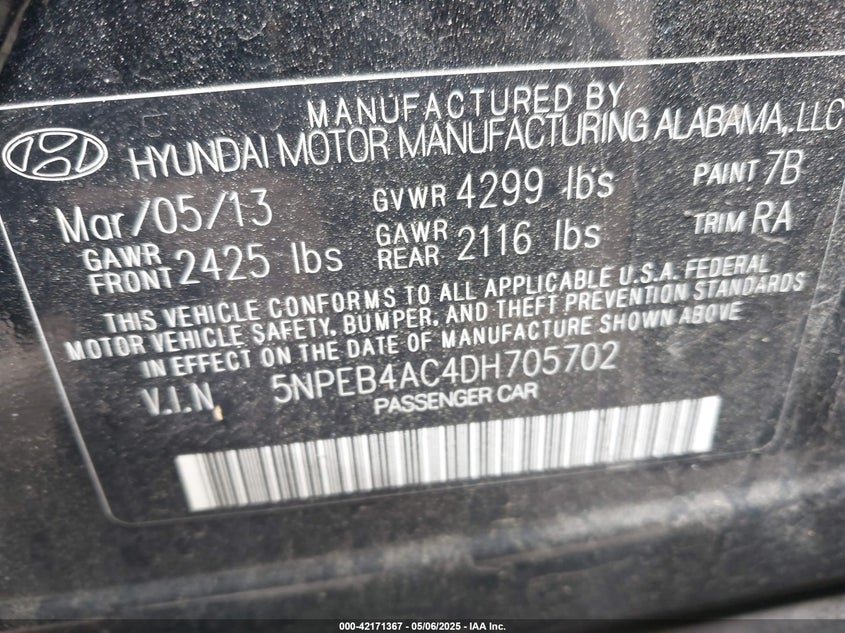 MANUFACTURED BY
HYUNDAI MOTOR MANUFACTURING ALABAMA, LLC
Mar/05/13 GVWR 4299 lbs PAINT 7B
GAWR FRONT 2425 lbs GAWR REAR 2116 lbs TRIM RA
THIS VEHICLE CONFORMS TO ALL APPLICABLE U.S.A. FEDERAL
MOTOR VEHICLE SAFETY, BUMPER, AND THEFT PREVENTION STANDARDS
IN EFFECT ON THE DATE OF MANUFACTURE SHOWN ABOVE
V.I.N. 5NPEB4AC4DH705702
PASSENGER CAR
000-42171367 - 05/06/2025 - IAA Inc.